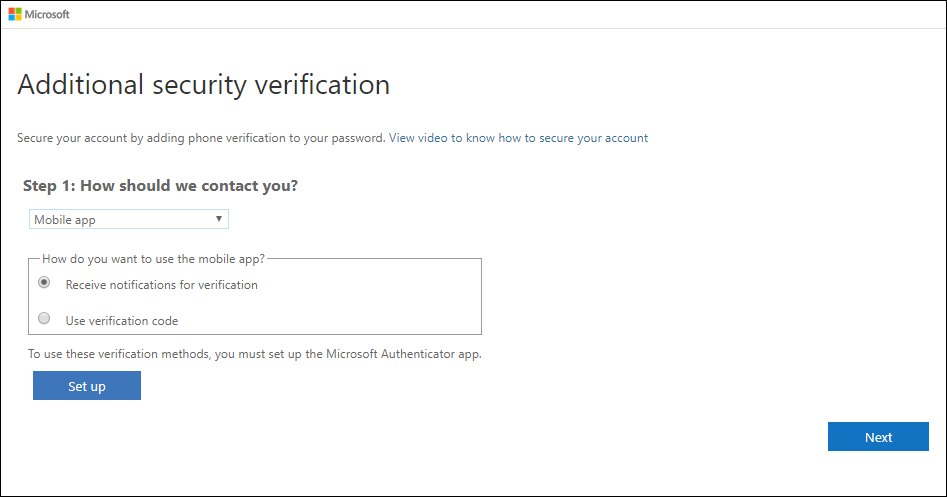 Microsoft
Additional security verification
Secure your account by adding phone verification to your password. View video to know how to secure your account
Step 1: How should we contact you?
Mobile app
How do you want to use the mobile app?
Receive notifications for verification
Use verification code
To use these verification methods, you must set up the Microsoft Authenticator app.
Set up
Next